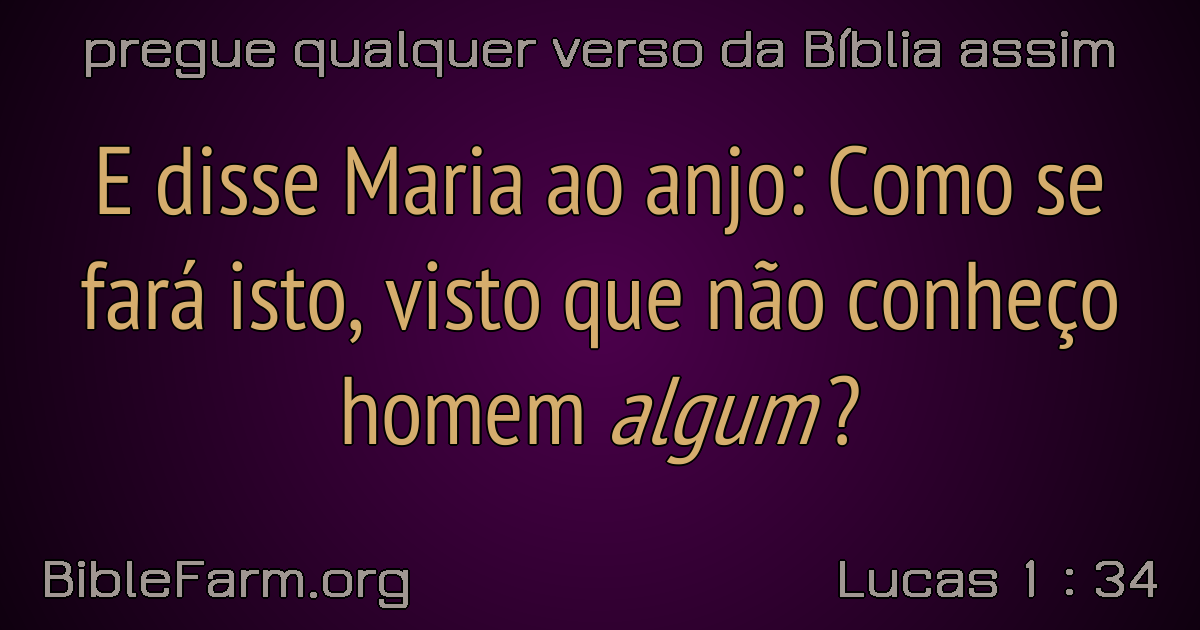 pregue qualquer verso da Bíblia assim
E disse Maria ao anjo: Como se
fará isto, visto que não conheço
homem algum?
BibleFarm.org
Lucas 1 : 34